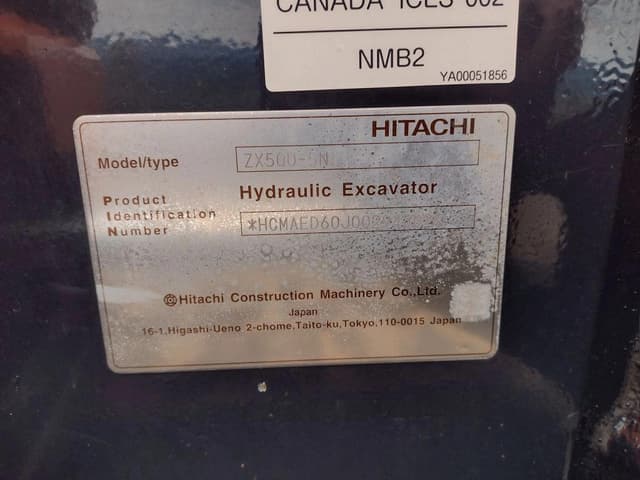 CANADA ICES 002
NMB2
YA00051856
HITACHI
Model/type ZX50U-5N
Product Hydraulic Excavator
Identification
Number *HCMAED60J00
Hitachi Construction Machinery Co.,Ltd.
Japan
16-1,Higashi-Ueno 2-chome,Taito-ku,Tokyo,110-0015 Japan